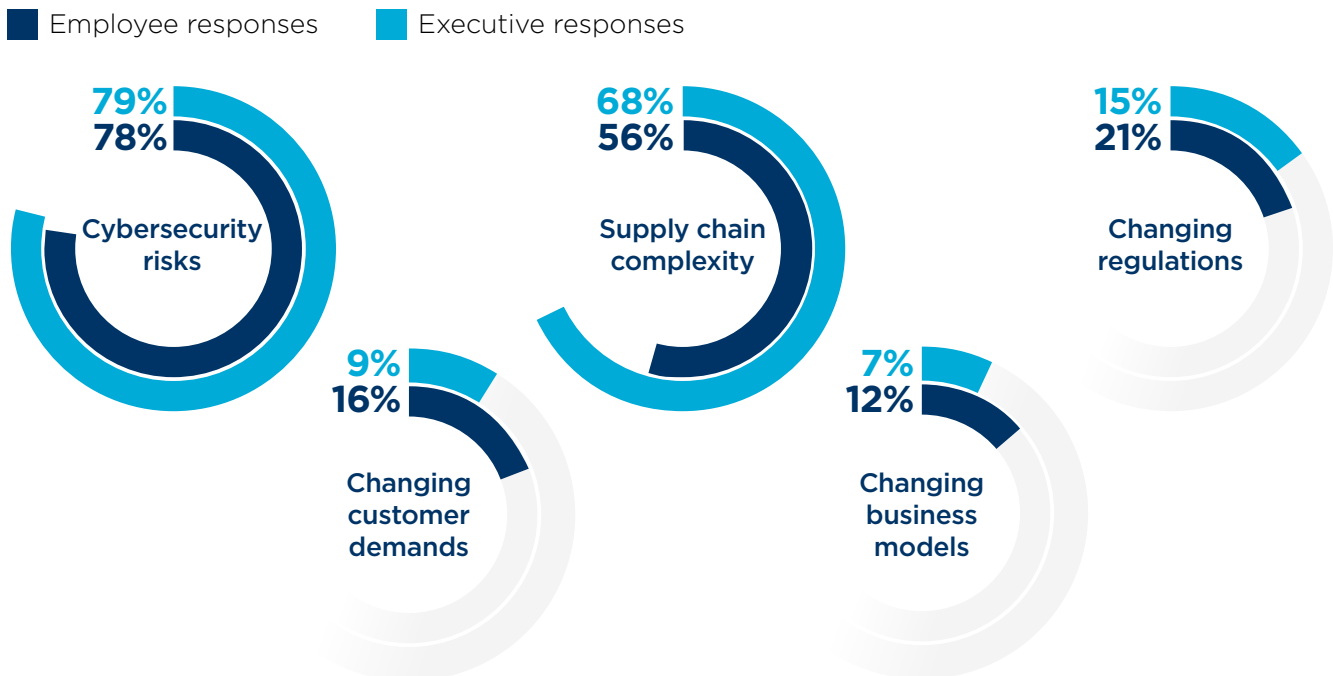 Employee responses
Executive responses
79%
78%
Cybersecurity
risks
68%
56%
Supply chain
complexity
15%
21%
Changing
regulations
9%
16%
Changing
customer
demands
7%
12%
Changing
business
models